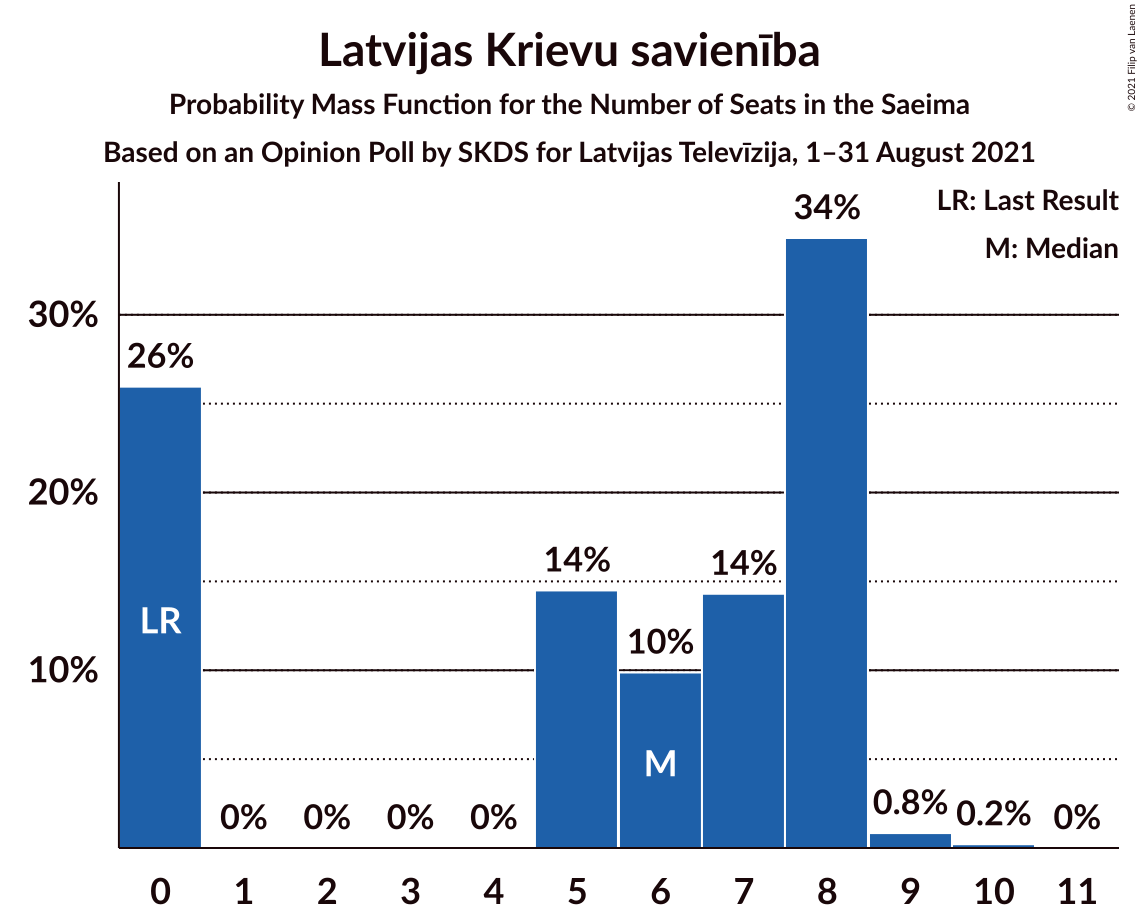 Latvijas Krievu savienība
Probability Mass Function for the Number of Seats in the Saeima
Based on an Opinion Poll by SKDS for Latvijas Televīzija, 1–31 August 2021
© 2021 Filip van Laenen
LR: Last Result
M: Median
34%
30%
26%
20%
14%
14%
LR
10%
10%
M
0%
0%
0%
0%
0.8%
0.2%
0%
0 1 2 3 4 5 6 7 8 9 10 11